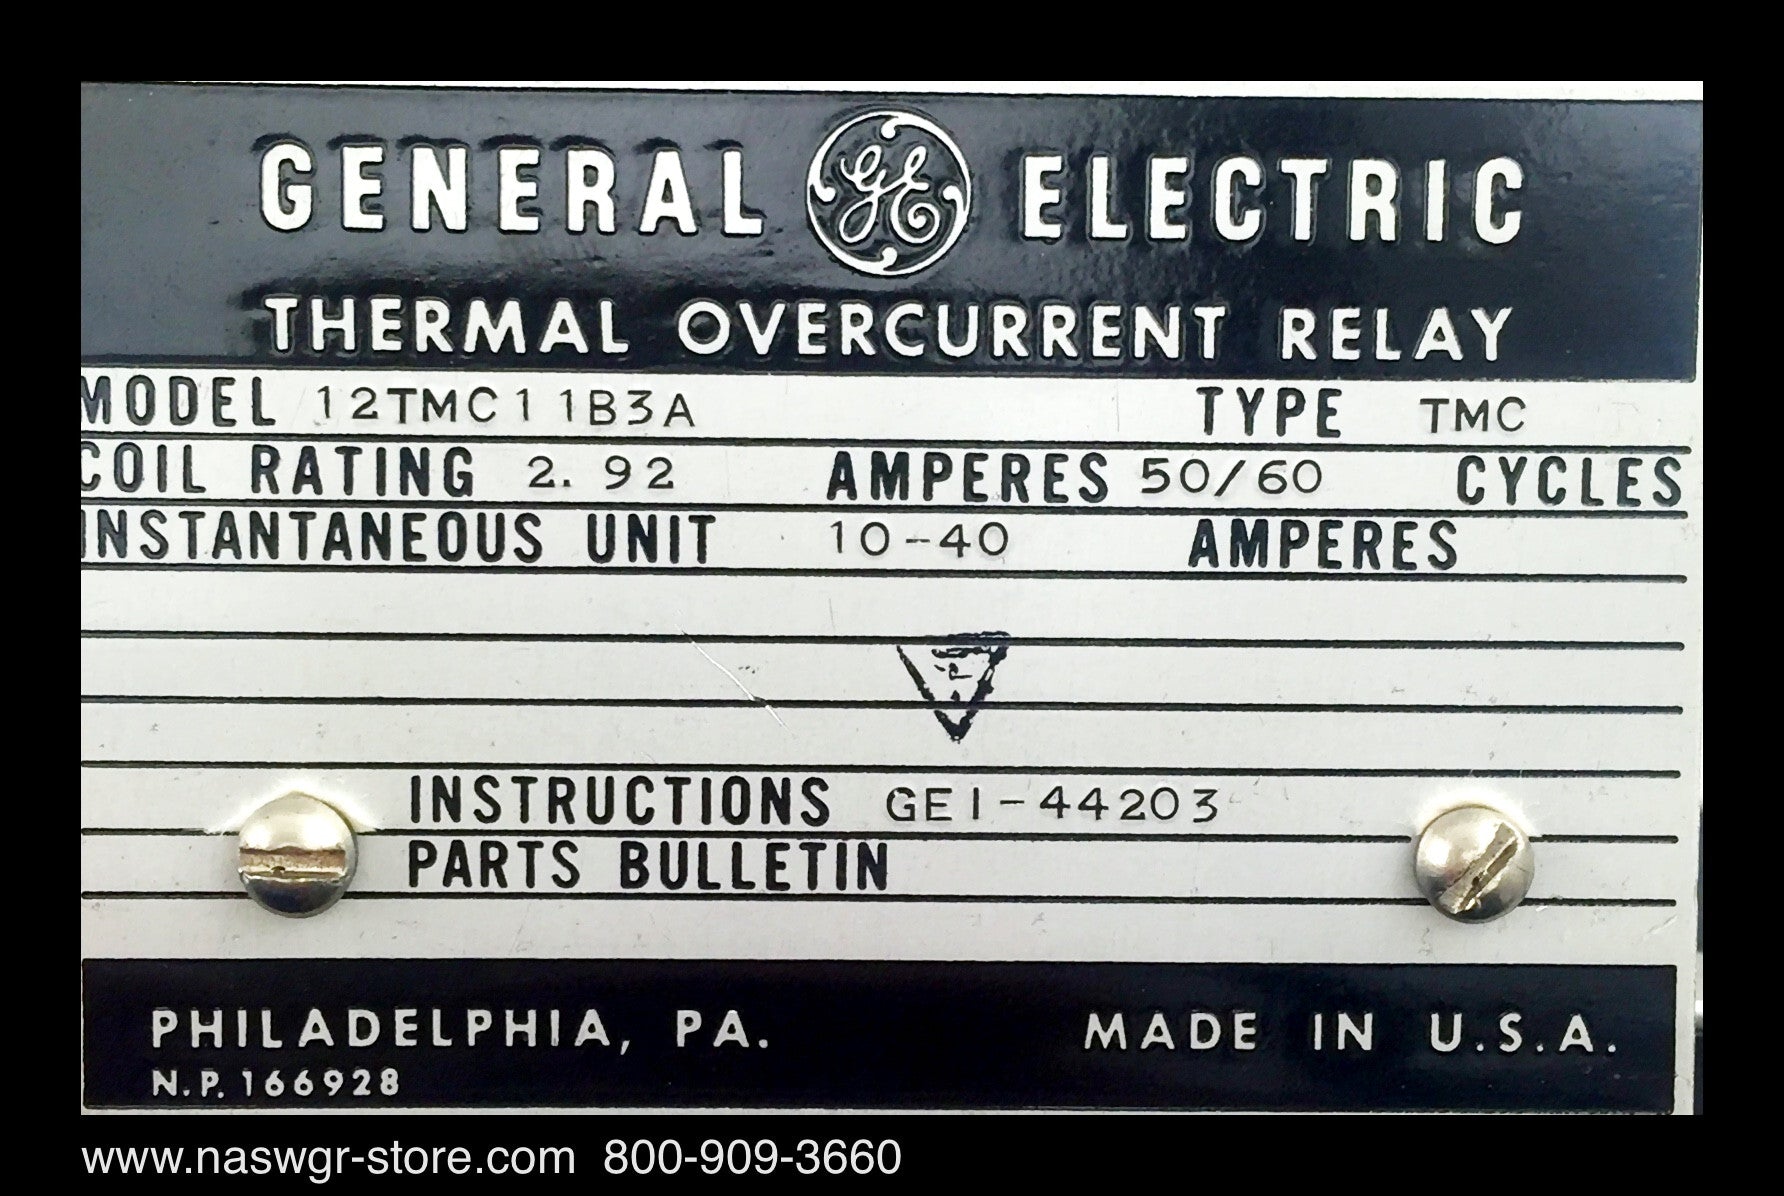 GENERAL GE ELECTRIC
THERMAL OVERCURRENT RELAY
MODEL 12TMC11B3A TYPE TMC
COIL RATING 2.92 AMPERES 50/60 CYCLES
INSTANTANEOUS UNIT 10-40 AMPERES
INSTRUCTIONS GEI-44203
PARTS BULLETIN
PHILADELPHIA, PA. MADE IN U.S.A.
N.P. 166928
www.naswgr-store.com 800-909-3660